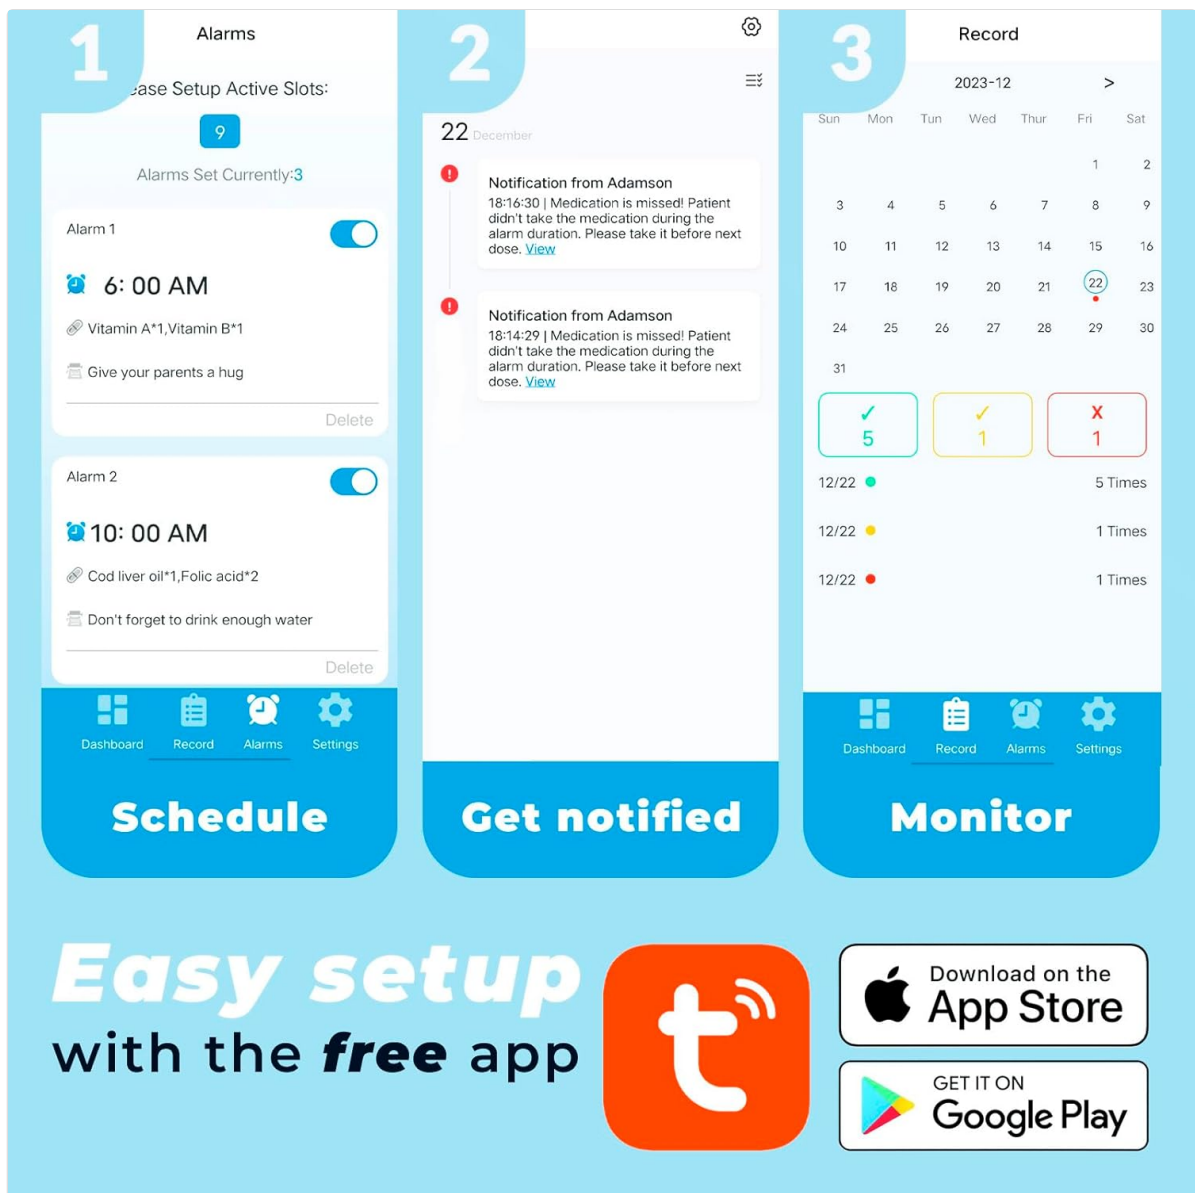 1
Alarms
ease Setup Active Slots:
9
Alarms Set Currently:3
Alarm 1
6: 00 AM
Vitamin A*1,Vitamin B*1
Give your parents a hug
Delete
Alarm 2
10: 00 AM
Cod liver oil*1,Folic acid*2
Don't forget to drink enough water
Delete
Dashboard Record Alarms Settings
Schedule
2
22 December
Notification from Adamson
18:16:30 | Medication is missed! Patient
didn't take the medication during the
alarm duration. Please take it before next
dose. View
Notification from Adamson
18:14:29 | Medication is missed! Patient
didn't take the medication during the
alarm duration. Please take it before next
dose. View
Get notified
3
Record
2023-12 >
Sun Mon Tun Wed Thur Fri Sat
1 2
3 4 5 6 7 8 9
10 11 12 13 14 15 16
17 18 19 20 21 22 23
24 25 26 27 28 29 30
31
✓ ✓ X
5 1 1
12/22 5 Times
12/22 1 Times
12/22 1 Times
Dashboard Record Alarms Settings
Monitor
Easy setup
with the free app
t
Download on the
App Store
GET IT ON
Google Play